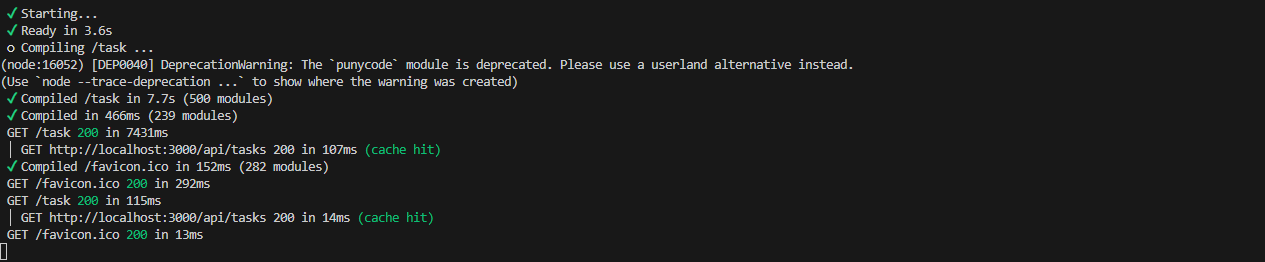 ✓ Starting...
✓ Ready in 3.6s
○ Compiling /task ...
(node:16052) [DEP0040] DeprecationWarning: The `punycode` module is deprecated. Please use a userland alternative instead.
(Use `node --trace-deprecation ...` to show where the warning was created)
✓ Compiled /task in 7.7s (500 modules)
✓ Compiled in 466ms (239 modules)
GET /task 200 in 7431ms
│ GET http://localhost:3000/api/tasks 200 in 107ms (cache hit)
✓ Compiled /favicon.ico in 152ms (282 modules)
GET /favicon.ico 200 in 292ms
GET /task 200 in 115ms
│ GET http://localhost:3000/api/tasks 200 in 14ms (cache hit)
GET /favicon.ico 200 in 13ms